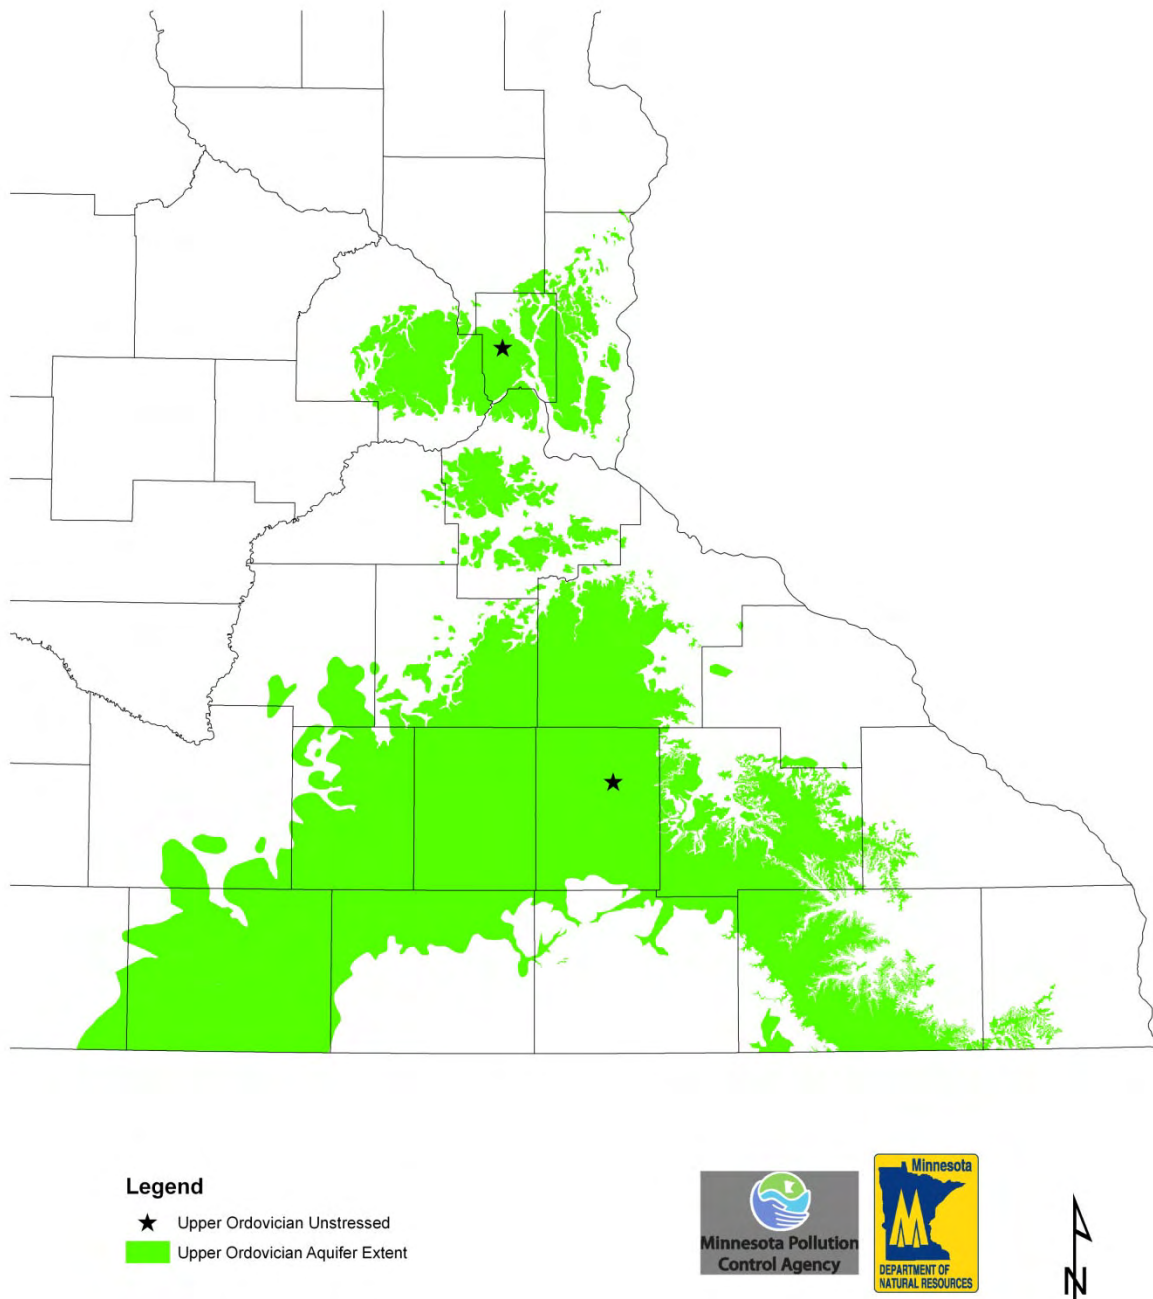 Legend
Upper Ordovician Unstressed
Upper Ordovician Aquifer Extent
Minnesota Pollution
Control Agency
Minnesota
DEPARTMENT OF
NATURAL RESOURCES
N